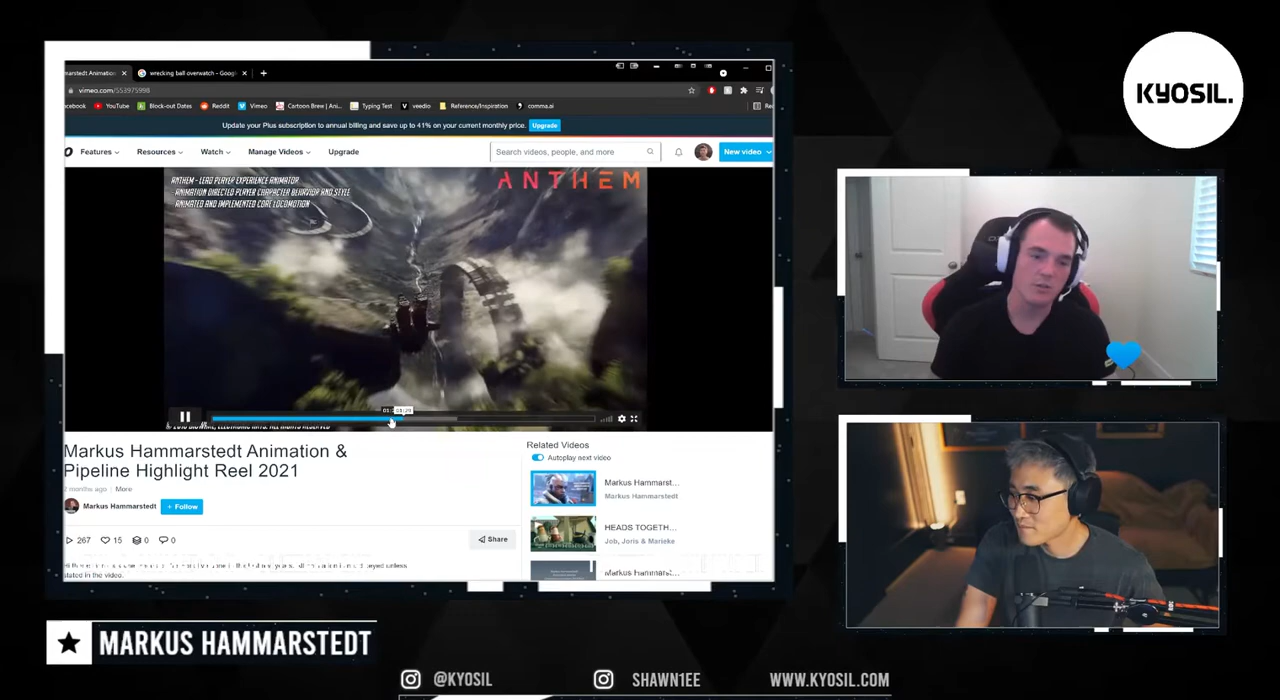 KYOSIL.
wrecking ball overwatch - Goog
vimeo.com/553975998
YouTube
Block-out Dates
Reddit
Vimeo
Cartoon Brew | Ani...
Typing Test
veedio
Reference/Inspiration
comma.ai
Update your Plus subscription to annual billing and save up to 41% on your current monthly price. Upgrade
Features
Resources
Watch
Manage Videos
Upgrade
Search videos, people, and more
New video
ANTHEM - LEAD PLAYER EXPERIENCE ANIMATOR
- ANIMATION DIRECTED PLAYER CHARACTER BEHAVIOR AND STYLE
ANIMATED AND IMPLEMENTED CORE LOCOMOTION
ANTHEM
Markus Hammarstedt Animation &
Pipeline Highlight Reel 2021
months ago | More
Markus Hammarstedt
+ Follow
267
15
0
0
Share
stated in the video.
Related Videos
Autoplay next video
Markus Hammarst...
Markus Hammarstedt
HEADS TOGETH...
Job, Joris & Marieke
Markus Hammarst...
MARKUS HAMMARSTEDT
@KYOSIL
SHAWN1EE
WWW.KYOSIL.COM